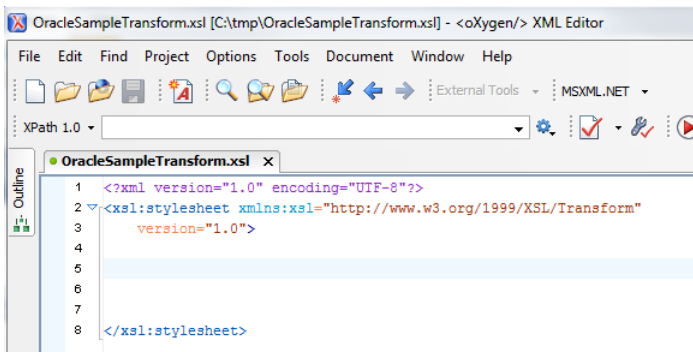 OracleSampleTransform.xsl [C:\tmp\OracleSampleTransform.xsl] - <oXygen/> XML Editor
File Edit Find Project Options Tools Document Window Help
External Tools MSXML.NET
XPath 1.0
Outline
OracleSampleTransform.xsl x
1 <?xml version="1.0" encoding="UTF-8"?>
2 <xsl:stylesheet xmlns:xsl="http://www.w3.org/1999/XSL/Transform"
3 version="1.0">
4
5
6
7
8 </xsl:stylesheet>